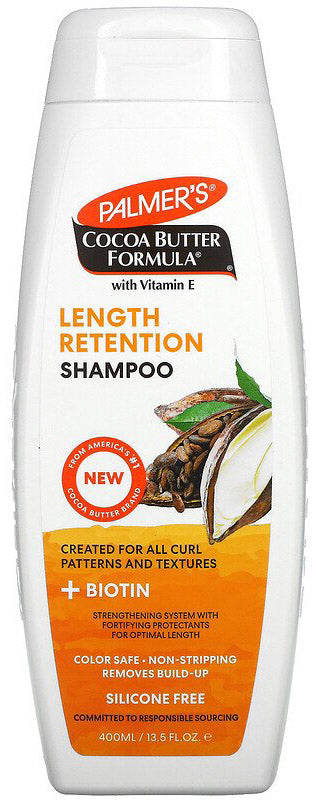 PALMER'S®
COCOA BUTTER
FORMULA®
®
with Vitamin E
LENGTH
RETENTION
SHAMPOO
FROM AMERICA'S #1
NEW
COCOA BUTTER BRAND
CREATED FOR ALL CURL
PATTERNS AND TEXTURES
+ BIOTIN
STRENGTHENING SYSTEM WITH
FORTIFYING PROTECTANTS
FOR OPTIMAL LENGTH
COLOR SAFE • NON-STRIPPING
REMOVES BUILD-UP
SILICONE FREE
COMMITTED TO RESPONSIBLE SOURCING
400ML / 13.5 FL. OZ. ℮